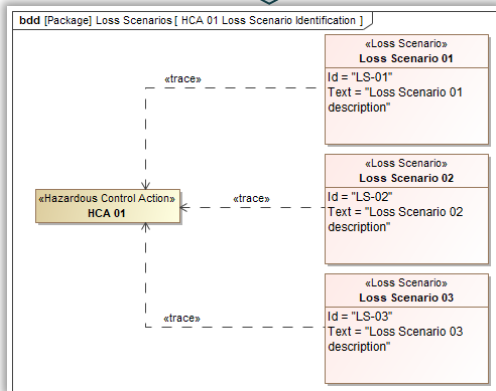 bdd [Package] Loss Scenarios [ HCA 01 Loss Scenario Identification ]
«Loss Scenario»
Loss Scenario 01
Id = "LS-01"
Text = "Loss Scenario 01
description"
«trace»
«Hazardous Control Action»
HCA 01
«trace»
«Loss Scenario»
Loss Scenario 02
Id = "LS-02"
Text = "Loss Scenario 02
description"
«trace»
«Loss Scenario»
Loss Scenario 03
Id = "LS-03"
Text = "Loss Scenario 03
description"